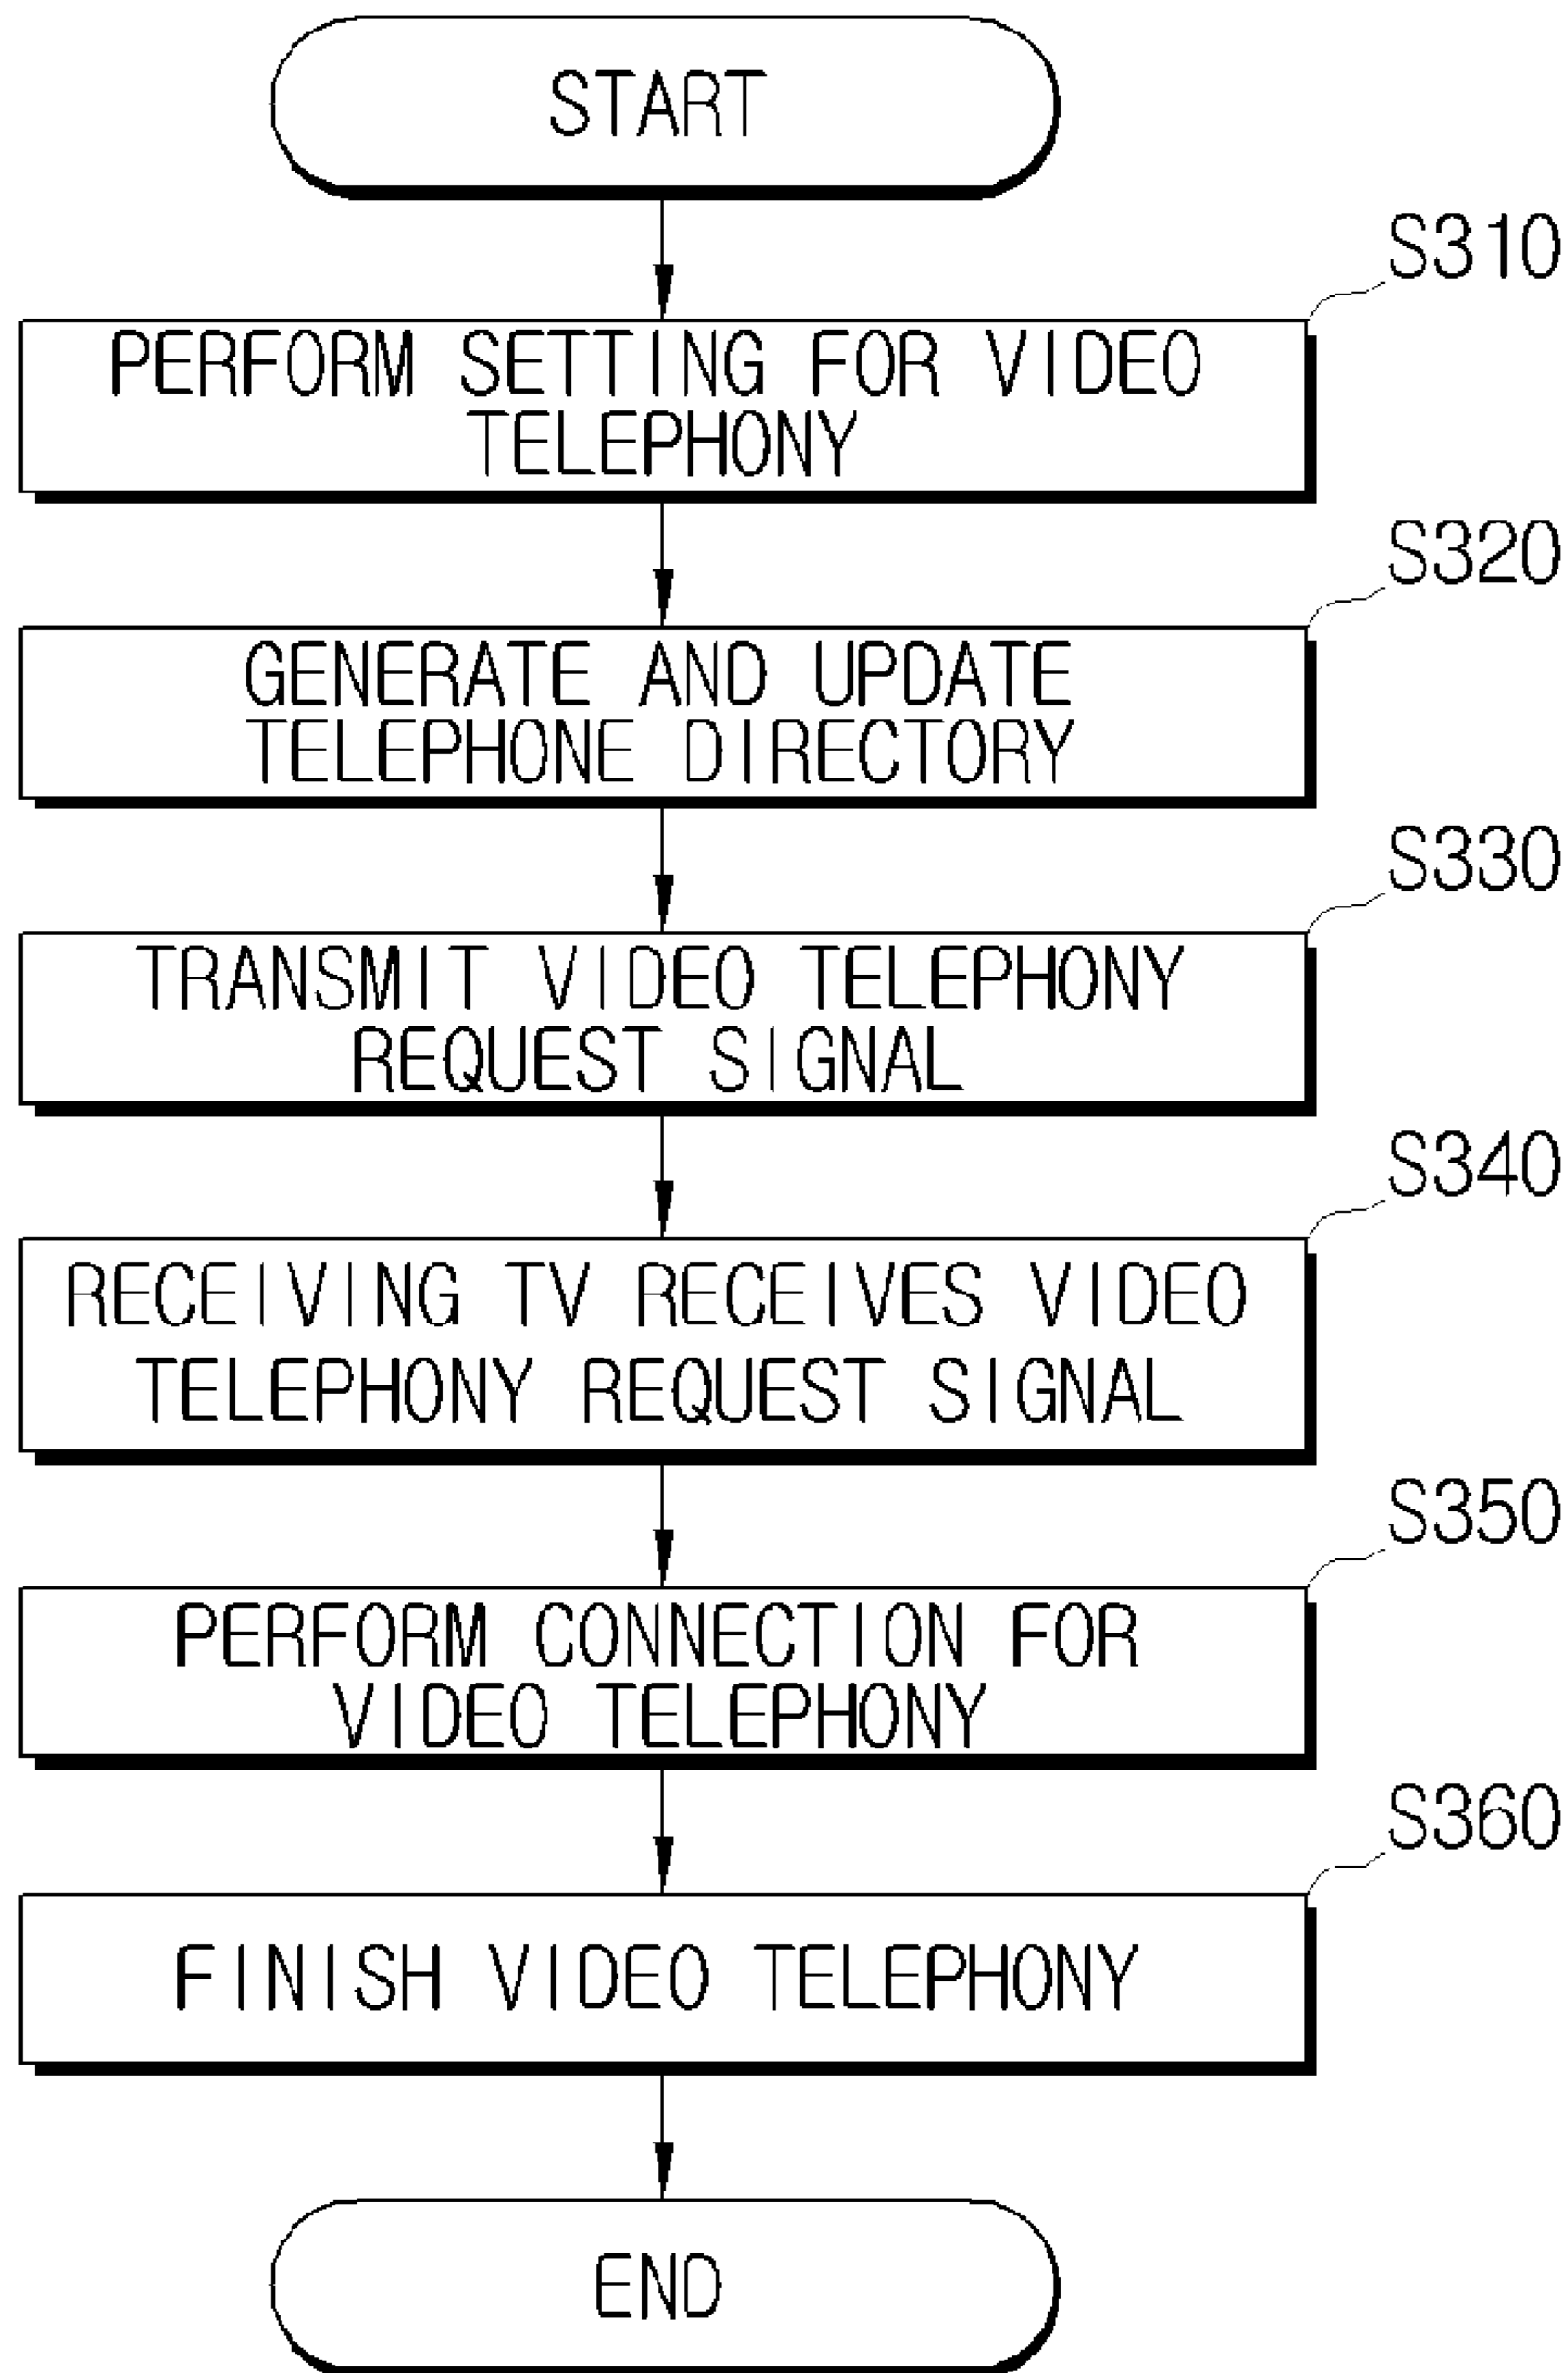 START
S310
PERFORM SETTING FOR VIDEO
TELEPHONY
S320
GENERATE AND UPDATE
TELEPHONE DIRECTORY
S330
TRANSMIT VIDEO TELEPHONY
REQUEST SIGNAL
S340
RECEIVING TV RECEIVES VIDEO
TELEPHONY REQUEST SIGNAL
S350
PERFORM CONNECTION FOR
VIDEO TELEPHONY
S360
FINISH VIDEO TELEPHONY
END